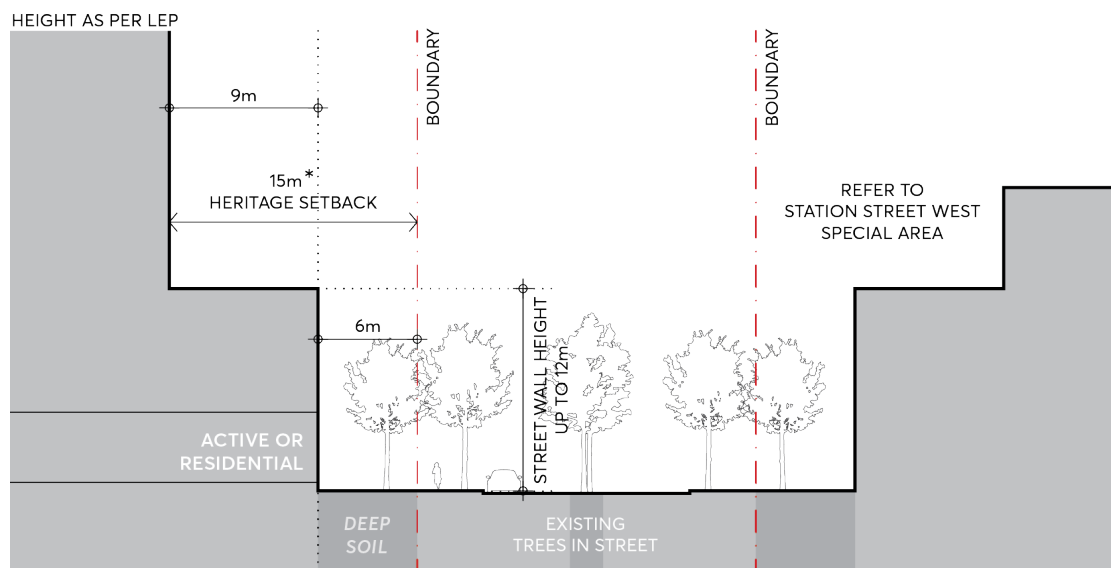 HEIGHT AS PER LEP
BOUNDARY
BOUNDARY
9m
15m*
HERITAGE SETBACK
REFER TO
STATION STREET WEST
SPECIAL AREA
6m
STREET WALL HEIGHT
UP TO 12m
ACTIVE OR
RESIDENTIAL
DEEP
SOIL
EXISTING
TREES IN STREET